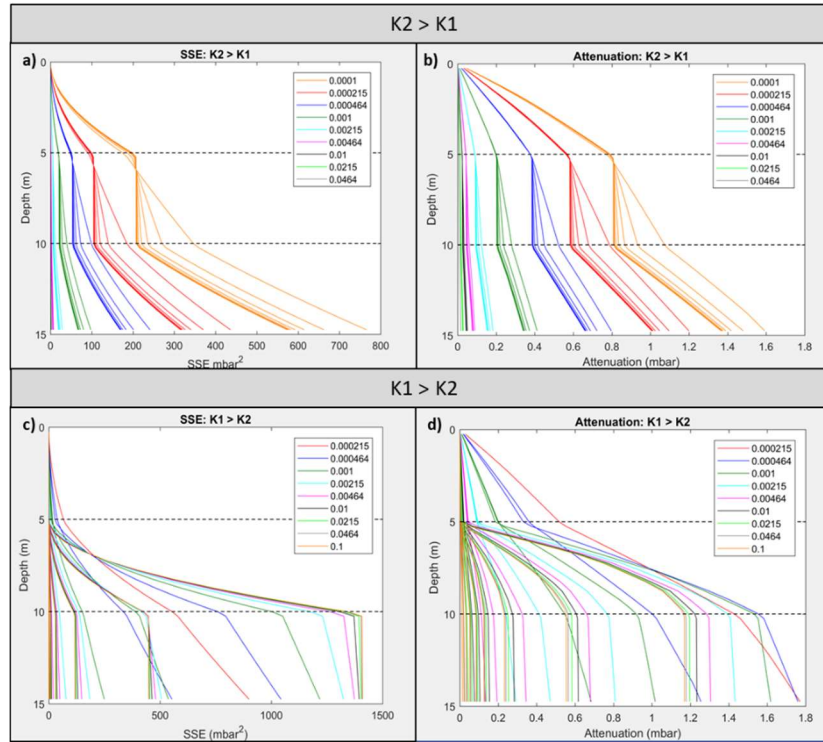 K2 > K1
a)
SSE: K2 > K1
0
5
10
15
Depth (m)
0 100 200 300 400 500 600 700 800
SSE mbar²
0.0001
0.000215
0.000464
0.001
0.00215
0.00464
0.01
0.0215
0.0464
b)
Attenuation: K2 > K1
0
5
10
15
Depth (m)
0 0.2 0.4 0.6 0.8 1 1.2 1.4 1.6 1.8
Attenuation (mbar)
0.0001
0.000215
0.000464
0.001
0.00215
0.00464
0.01
0.0215
0.0464
K1 > K2
c)
SSE: K1 > K2
0
5
10
15
Depth (m)
0 500 1000 1500
SSE (mbar²)
0.000215
0.000464
0.001
0.00215
0.00464
0.01
0.0215
0.0464
0.1
d)
Attenuation: K1 > K2
0
5
10
15
Depth (m)
0 0.2 0.4 0.6 0.8 1 1.2 1.4 1.6 1.8
Attenuation (mbar)
0.000215
0.000464
0.001
0.00215
0.00464
0.01
0.0215
0.0464
0.1